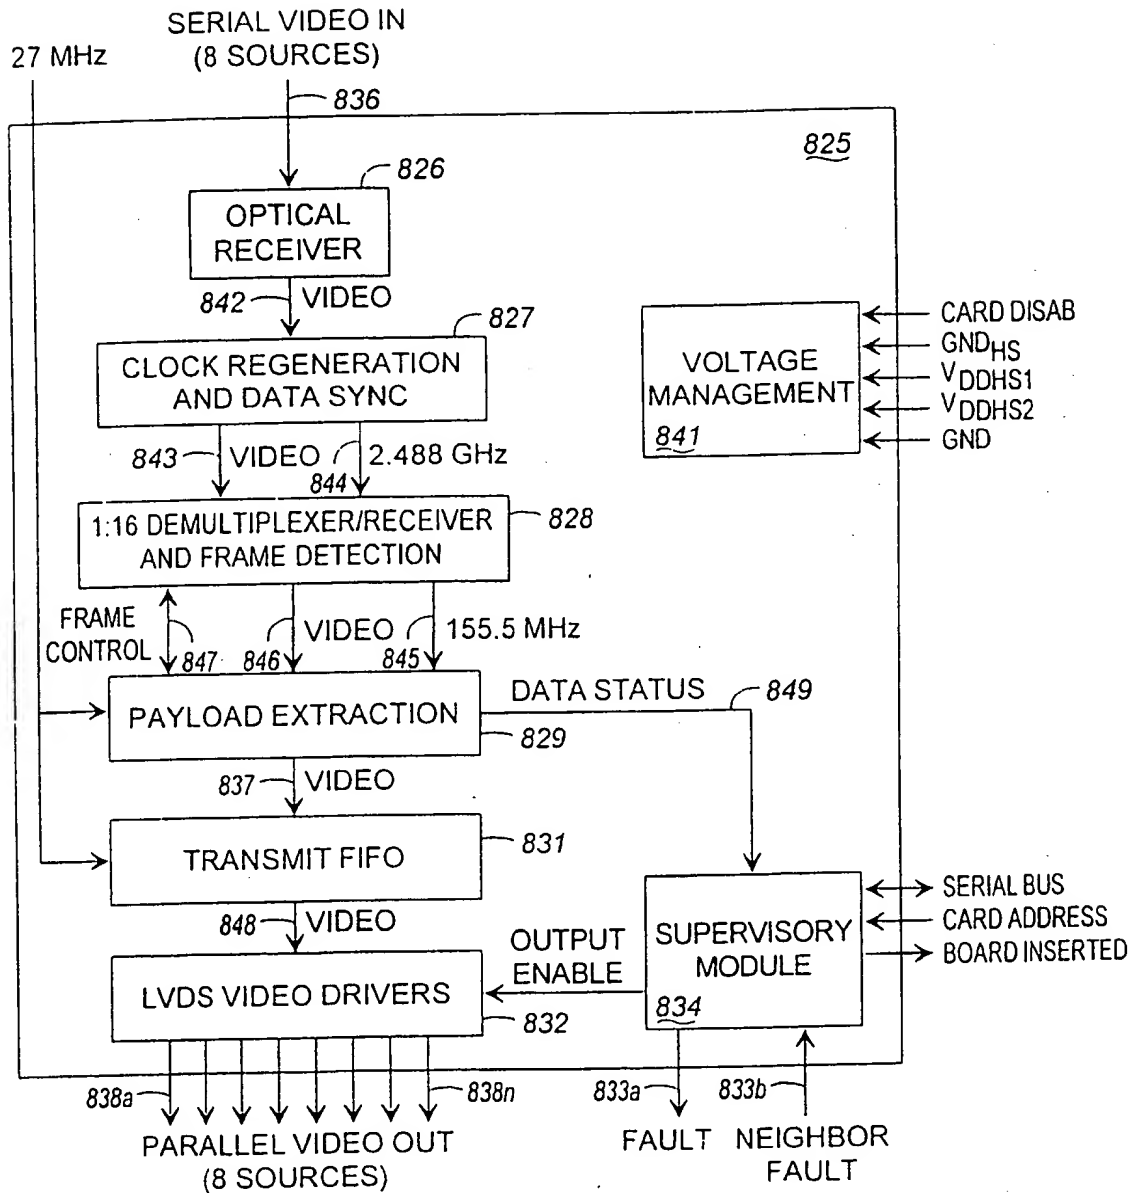 SERIAL VIDEO IN
(8 SOURCES)
27 MHz
836
825
826
OPTICAL
RECEIVER
842
VIDEO
827
CLOCK REGENERATION
AND DATA SYNC
VOLTAGE
MANAGEMENT
841
CARD DISAB
GNDHS
VDDHS1
VDDHS2
GND
843
VIDEO
2.488 GHz
844
1:16 DEMULTIPLEXER/RECEIVER
AND FRAME DETECTION
828
FRAME
CONTROL
847
846
VIDEO
845
155.5 MHz
PAYLOAD EXTRACTION
829
DATA STATUS
849
837
VIDEO
TRANSMIT FIFO
831
848
VIDEO
OUTPUT
ENABLE
SUPERVISORY
MODULE
834
SERIAL BUS
CARD ADDRESS
BOARD INSERTED
LVDS VIDEO DRIVERS
832
838a
838n
833a
833b
PARALLEL VIDEO OUT
(8 SOURCES)
FAULT
NEIGHBOR
FAULT